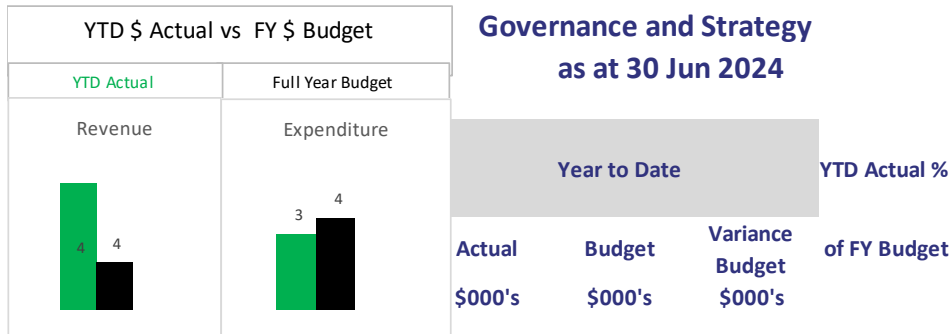 YTD $ Actual vs FY $ Budget
YTD Actual
Full Year Budget
Revenue
4
4
Expenditure
3
4
Governance and Strategy
as at 30 Jun 2024
Year to Date
YTD Actual %
Actual
Budget
Variance
Budget
of FY Budget
$000's
$000's
$000's